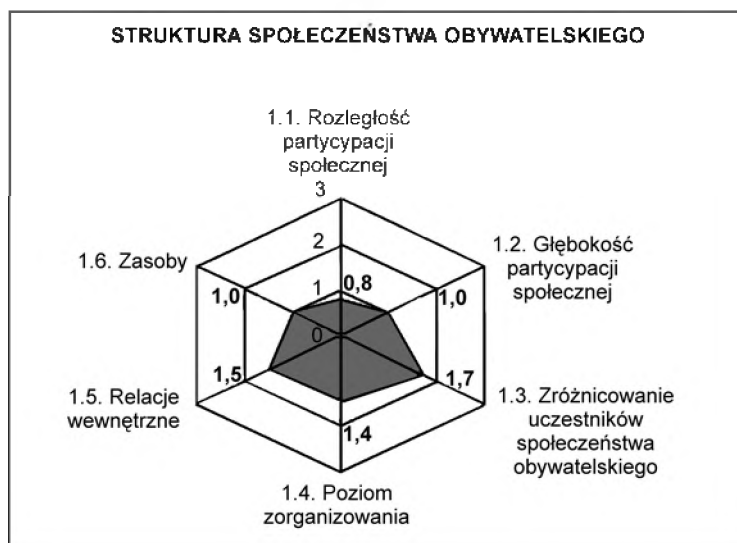 STRUKTURA SPOŁECZEŃSTWA OBYWATELSKIEGO
1.1. Rozległość
partycypacji
społecznej
3
2
1
0
0,8
1.2. Głębokość
partycypacji
społecznej
1,0
1.3. Zróżnicowanie
uczestników
społeczeństwa
obywatelskiego
1,7
1.4. Poziom
zorganizowania
1,4
1.5. Relacje
wewnętrzne
1,5
1.6. Zasoby
1,0